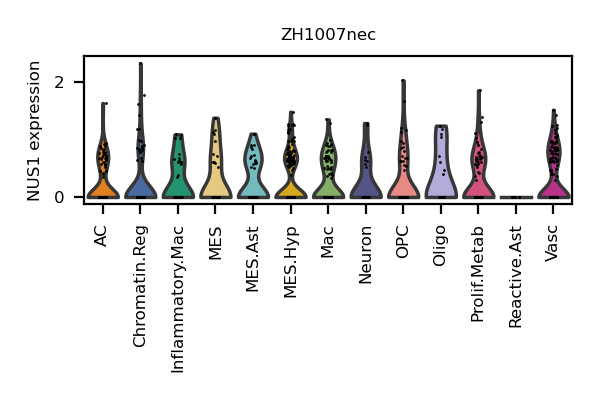 ZH1007nec
NUS1 expression
2
0
AC
Chromatin.Reg
Inflammatory.Mac
MES
MES.Ast
MES.Hyp
Mac
Neuron
OPC
Oligo
Prolif.Metab
Reactive.Ast
Vasc